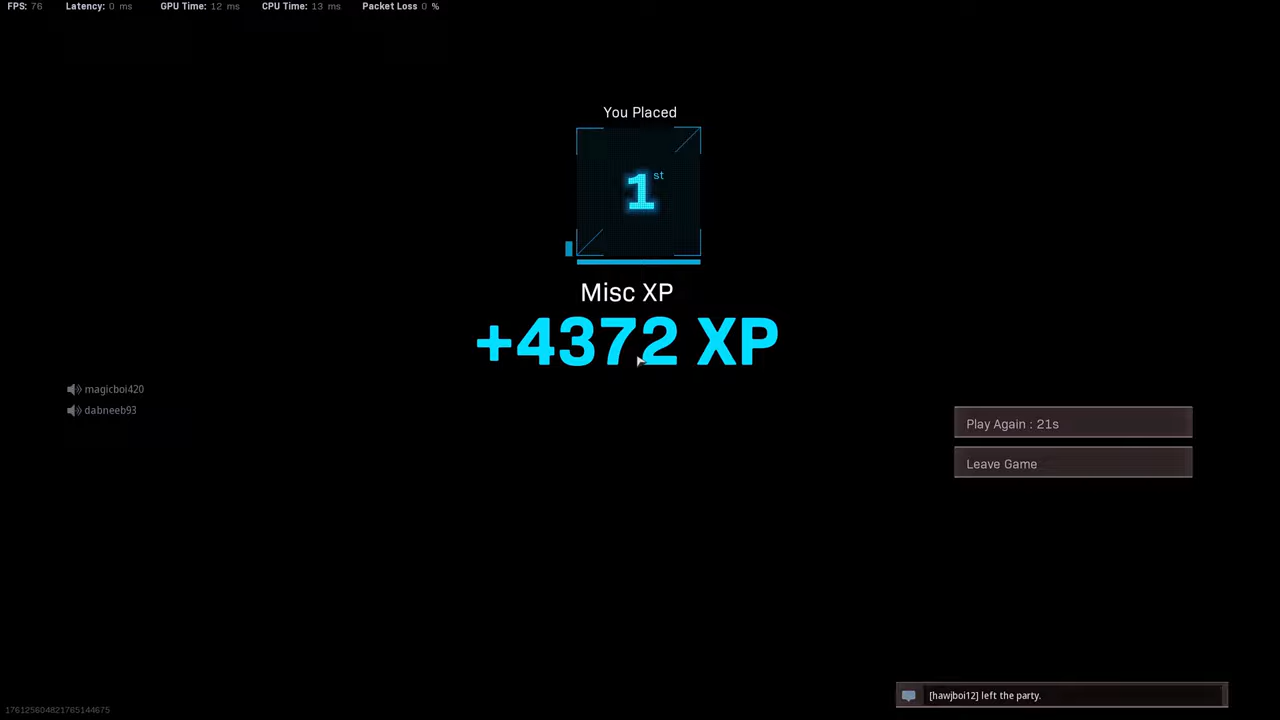 FPS: 76 Latency: 0 ms GPU Time: 12 ms CPU Time: 13 ms Packet Loss 0 %
You Placed
1st
Misc XP
+4372 XP
magicboi420
dabneeb93
Play Again : 21s
Leave Game
[hawjboi12] left the party.
176125604821785144675